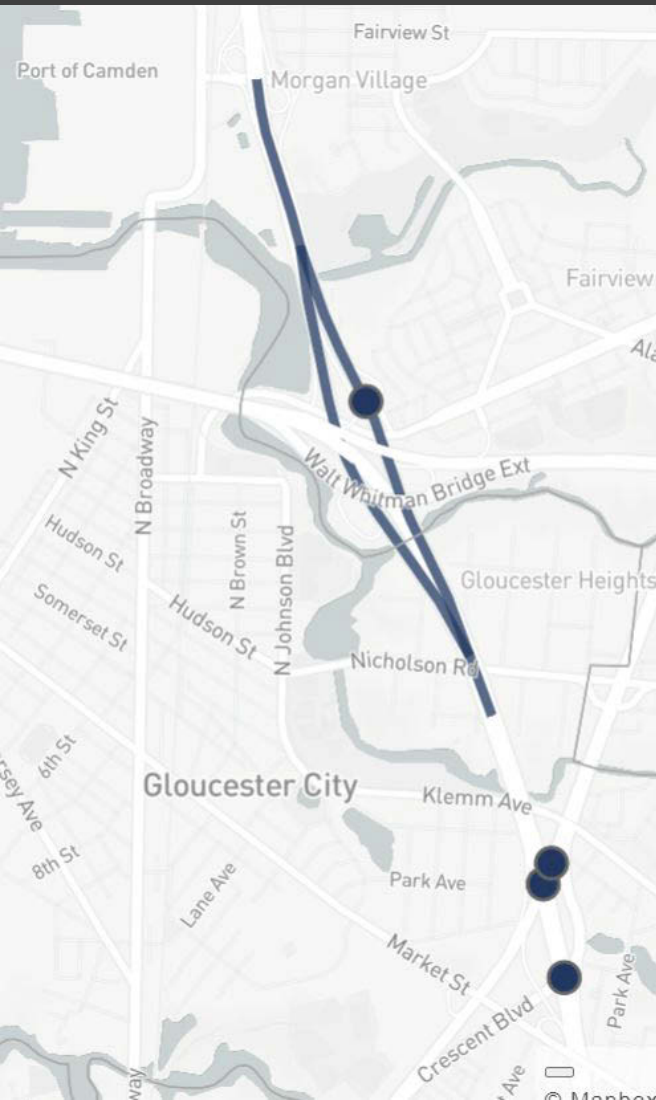 Fairview St
Port of Camden
Morgan Village
Fairview
N King St
N Broadway
Walt Whitman Bridge Ext
Hudson St
N Brown St
N Johnson Blvd
Gloucester Heights
Somerset St
Hudson St
Nicholson Rd
6th St
Gloucester City
Klemm Ave
8th St
Lane Ave
Park Ave
Market St
Park Ave
Crescent Blvd
Ave
way
© Mapbox